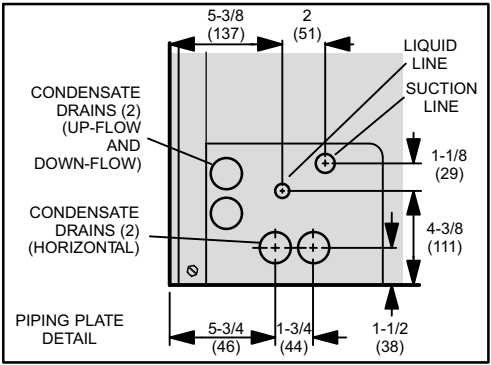 5-3/8
(137)
2
(51)
LIQUID
LINE
SUCTION
LINE
CONDENSATE
DRAINS (2)
(UP-FLOW
AND
DOWN-FLOW)
1-1/8
(29)
CONDENSATE
DRAINS (2)
(HORIZONTAL)
4-3/8
(111)
PIPING PLATE
DETAIL
5-3/4
(46)
1-3/4
(44)
1-1/2
(38)